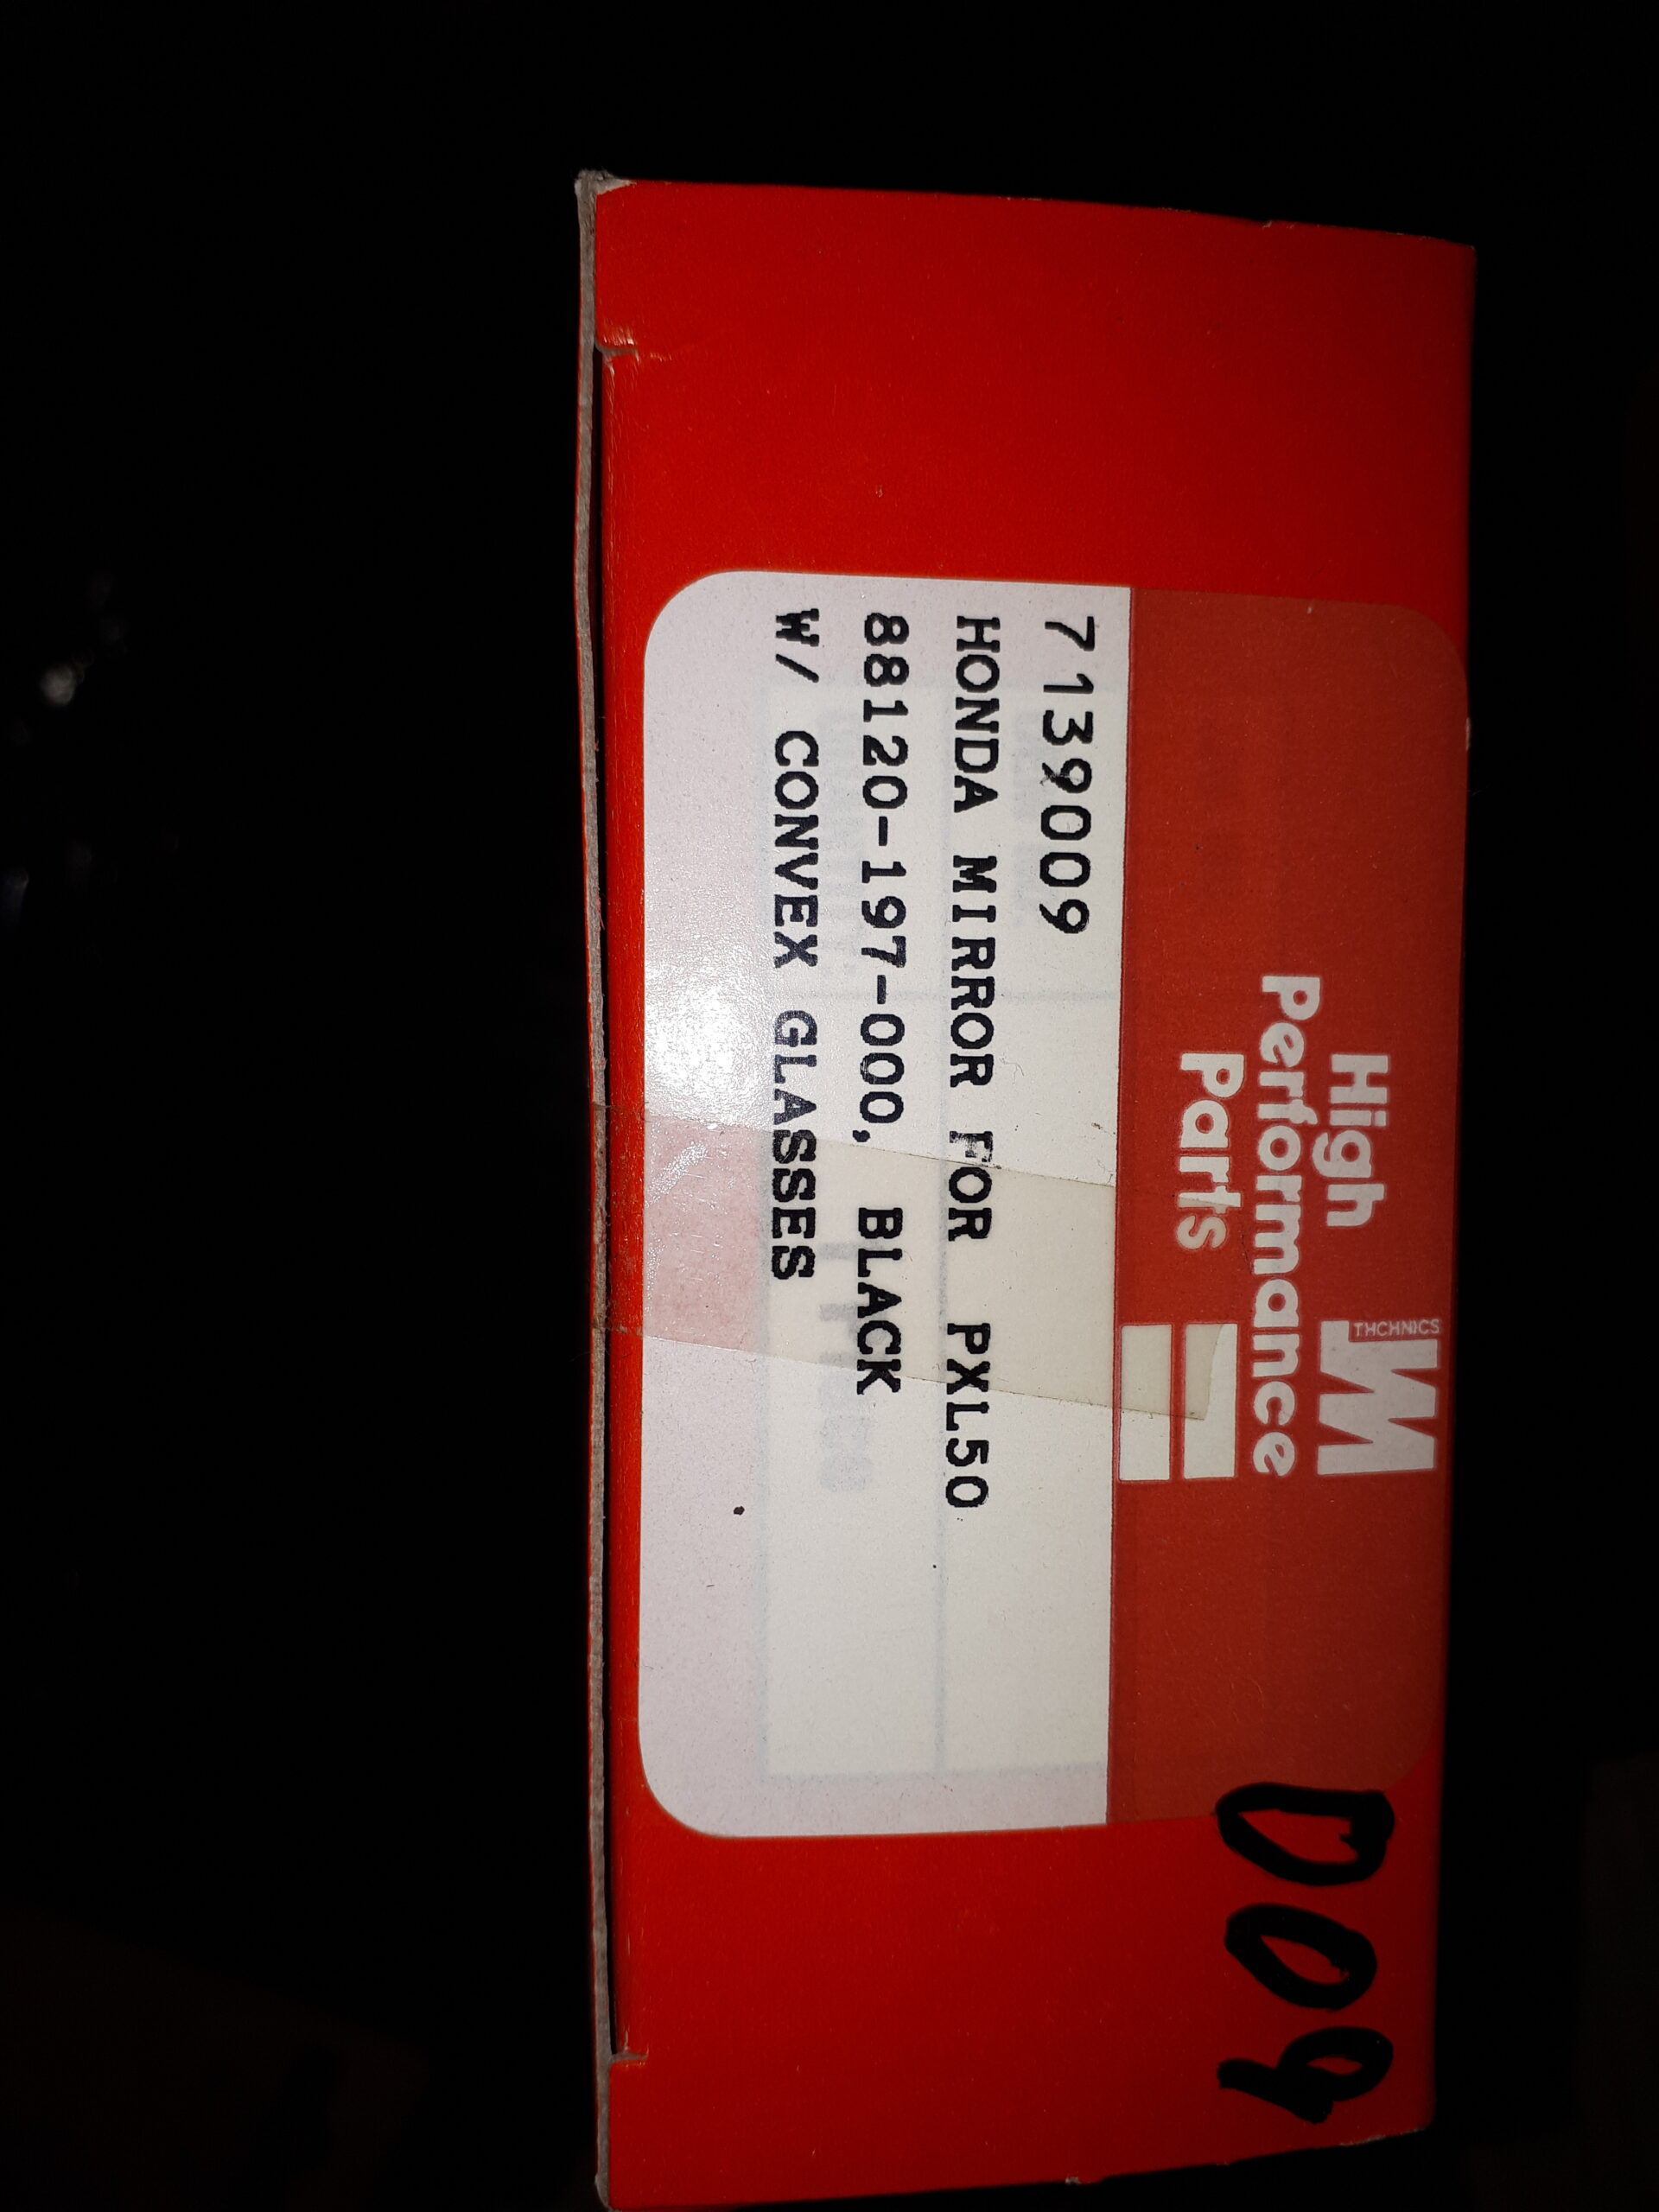 THCHNICS
High
Performance
Parts
7139009
HONDA MIRROR FOR PXL50
88120-197-000, BLACK
W/ CONVEX GLASSES
009